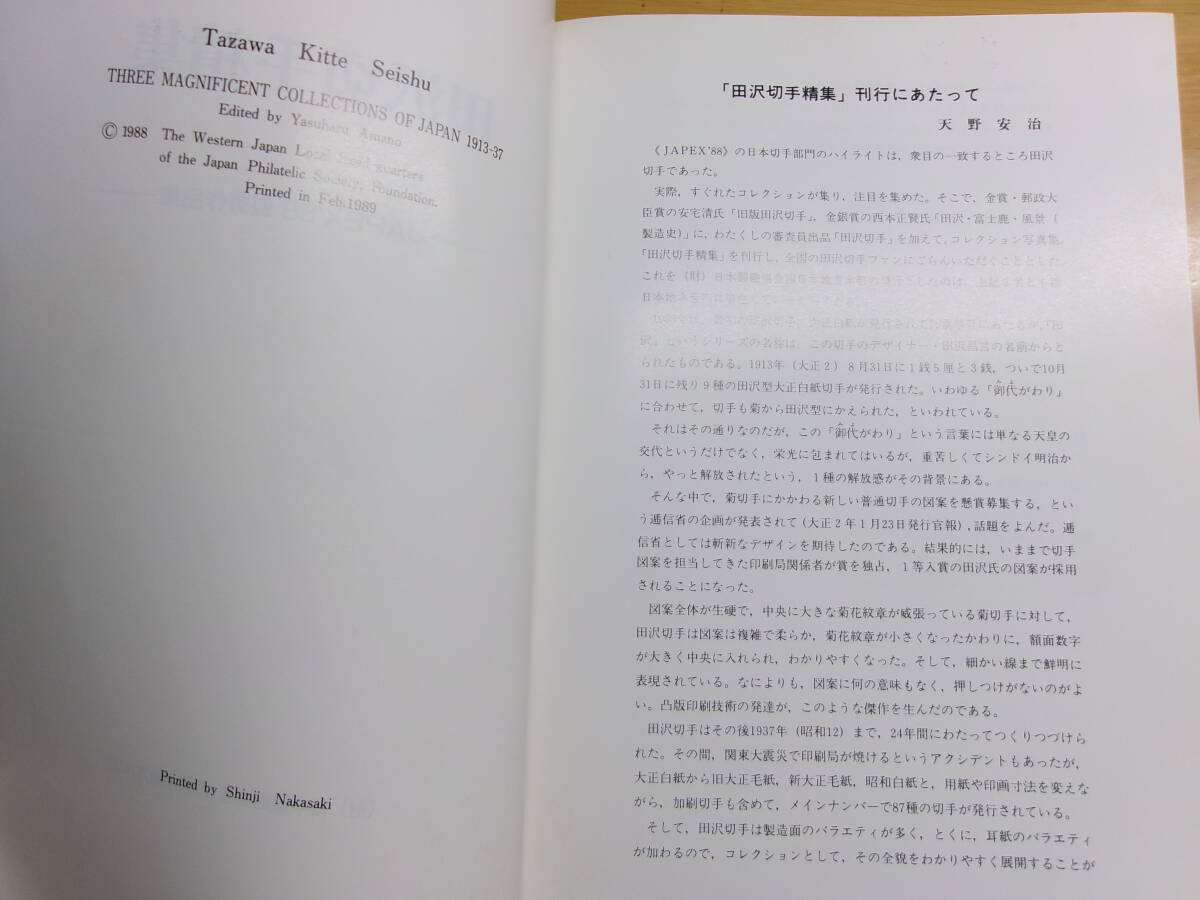 Tazawa Kitte Seishu
THREE MAGNIFICENT COLLECTIONS OF JAPAN 1913-37
Edited by Yasuharu Amano
© 1988 The Western Japan Local Head-quarters
of the Japan Philatelic Society, Foundation.
Printed in Feb.1989
Printed by Shinji Nakasaki
「田沢切手精集」刊行にあたって
天野安治
《JAPEX'88》の日本切手部門のハイライトは，衆目の一致するところ田沢
切手であった。
実際，すぐれたコレクションが集り，注目を集めた。そこで，金賞・郵政大
臣賞の安宅清氏「旧版田沢切手」，金銀賞の西本正賢氏「田沢・富士鹿・風景（
製造史）」に，わたくしの審査員出品「田沢切手」を加えて，コレクション写真集
「田沢切手精集」を刊行し，全国の田沢切手ファンにごらんいただくこととした。
これを（財）日本郵趣協会西日本地方本部の発行としたのは，上記3者とも
日本地方
田
沢」というシリーズの名称は，この切手のデザイナー・田沢昌言の名前からと
られたものである。1913年（大正2）8月31日に1銭5厘と3銭，ついで10月
31日に残り9種の田沢型大正白紙切手が発行された。いわゆる「御代がわり」
に合わせて，切手も菊から田沢型にかえられた，といわれている。
それはその通りなのだが，この「御代がわり」という言葉には単なる天皇の
交代というだけでなく，栄光に包まれてはいるが，重苦しくてシンドイ明治か
ら，やっと解放されたという，1種の解放感がその背景にある。
そんな中で，菊切手にかかわる新しい普通切手の図案を懸賞募集する，とい
う逓信省の企画が発表されて（大正2年1月23日発行官報），話題をよんだ。逓
信省としては斬新なデザインを期待したのである。結果的には，いままで切手
図案を担当してきた印刷局関係者が賞を独占，1等入賞の田沢氏の図案が採用
されることになった。
図案全体が生硬で，中央に大きな菊花紋章が威張っている菊切手に対して，
田沢切手は図案は複雑で柔らか，菊花紋章が小さくなったかわりに，額面数字
が大きく中央に入れられ，わかりやすくなった。そして，細かい線まで鮮明に
表現されている。なによりも，図案に何の意味もなく，押しつけがないのがよ
い。凸版印刷技術の発達が，このような傑作を生んだのである。
田沢切手はその後1937年（昭和12）まで，24年間にわたってつくりつづけら
れた。その間，関東大震災で印刷局が焼けるというアクシデントもあったが，
大正白紙から旧大正毛紙，新大正毛紙，昭和白紙と，用紙や印画寸法を変えな
がら，加刷切手も含めて，メインナンバーで87種の切手が発行されている。
そして，田沢切手は製造面のバラエティが多く，とくに，耳紙のバラエティ
が加わるので，コレクションとして，その全貌をわかりやすく展開することが